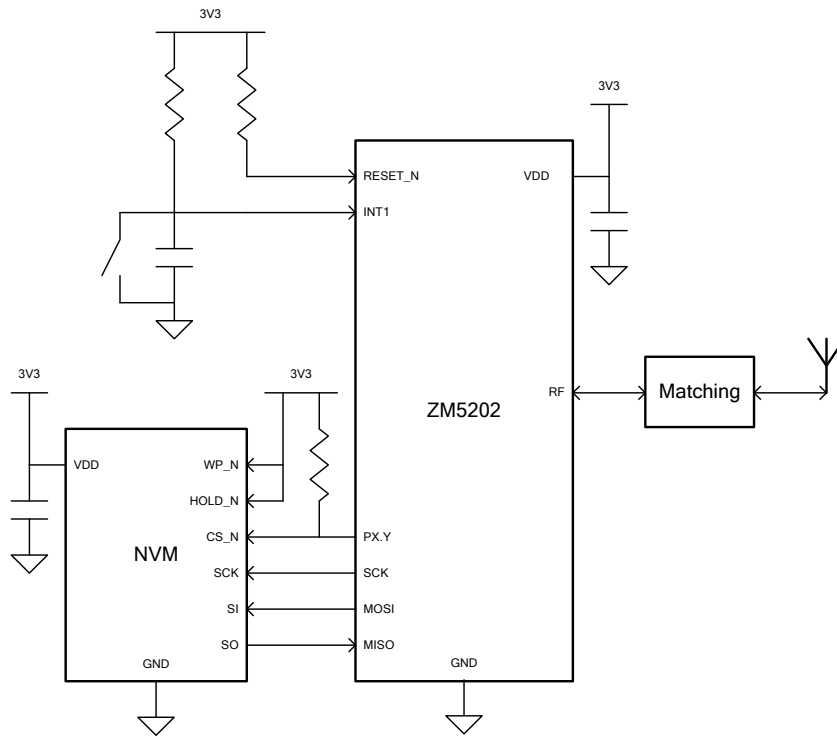 3V3
3V3
RESET_N
VDD
INT1
3V3
3V3
RF
Matching
ZM5202
VDD
WP_N
HOLD_N
CS_N
PX.Y
NVM
SCK
SCK
SI
MOSI
SO
MISO
GND
GND